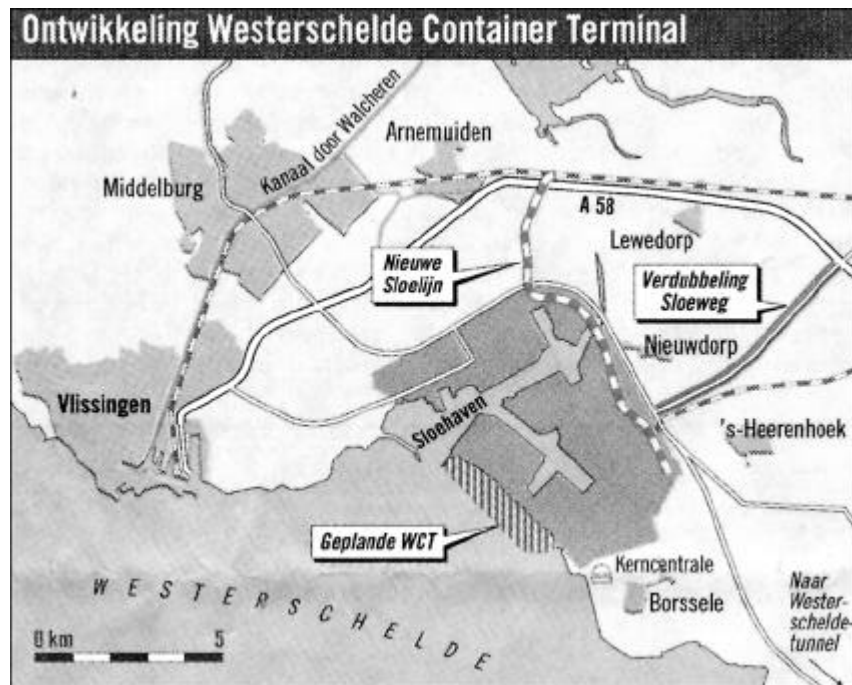 Ontwikkeling Westerschelde Container Terminal
Kanaal door Walcheren
Arnemuiden
Middelburg
A 58
Lewedorp
Nieuwe
Sloelijn
Verdubbeling
Sloeweg
Nieuwdorp
Vlissingen
Sloehaven
's-Heerenhoek
Geplande WCT
Kerncentrale
Borssele
Naar
Wester-
schelde-
tunnel
WESTERSCHELDE
0 km 5